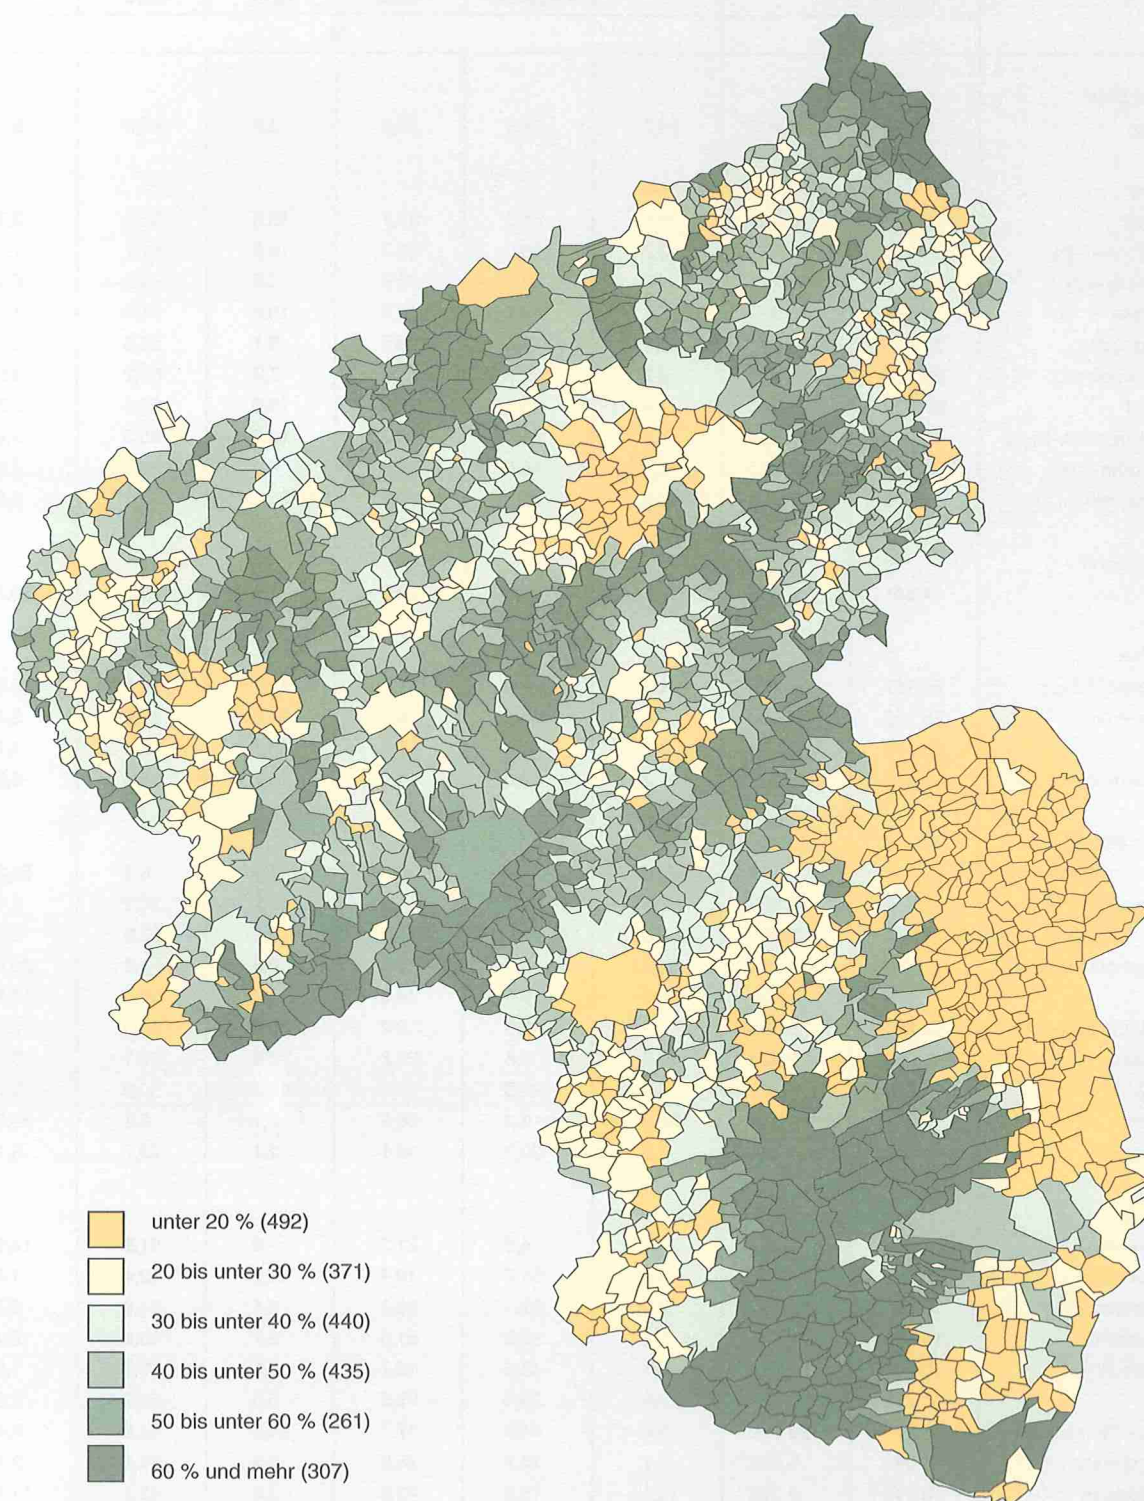 unter 20 % (492)
20 bis unter 30 % (371)
30 bis unter 40 % (440)
40 bis unter 50 % (435)
50 bis unter 60 % (261)
60 % und mehr (307)